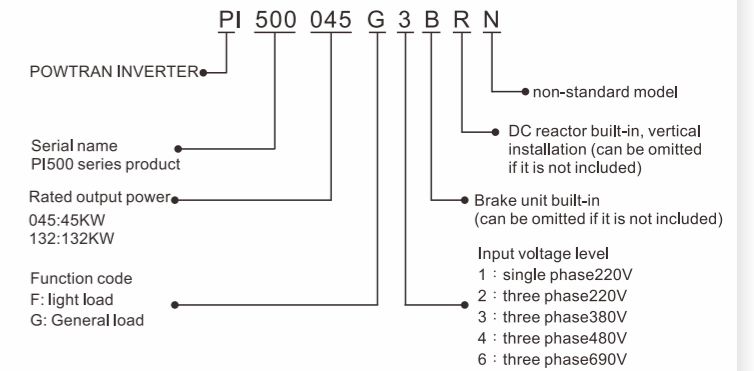 PI 500 045 G 3 B R N
POWTRAN INVERTER
non-standard model
DC reactor built-in, vertical
installation (can be omitted
if it is not included)
Serial name
PI500 series product
Rated output power
045:45KW
132:132KW
Brake unit built-in
(can be omitted if it is not included)
Function code
F: light load
G: General load
Input voltage level
1：single phase220V
2：three phase220V
3：three phase380V
4：three phase480V
6：three phase690V